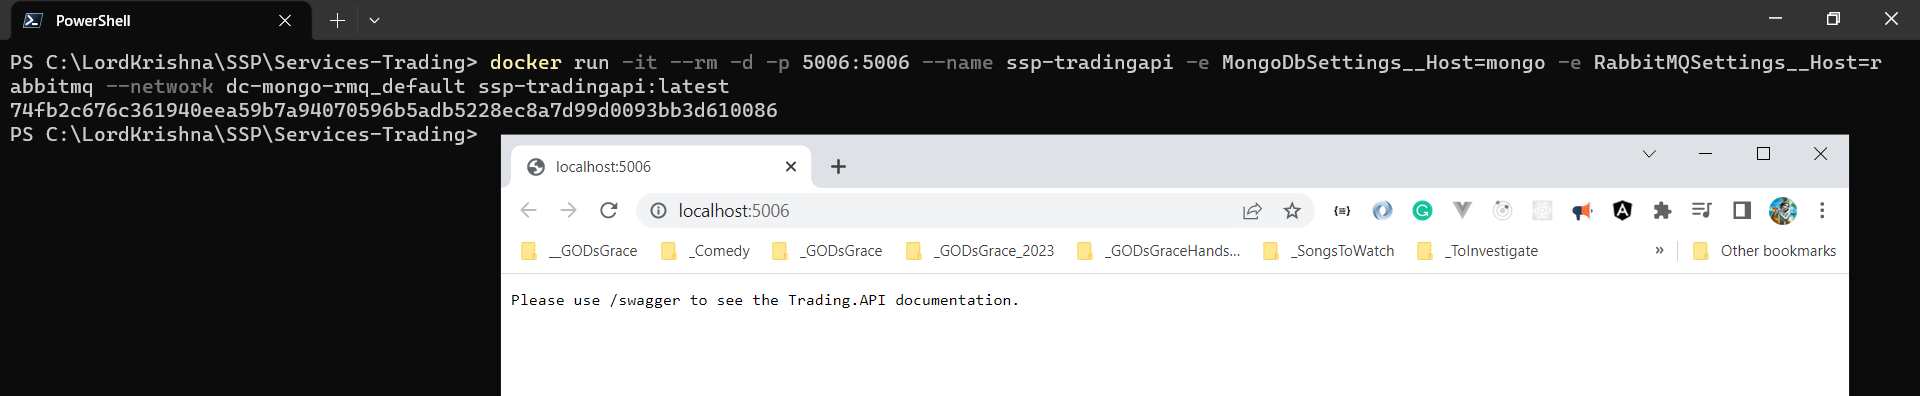 PowerShell
PS C:\LordKrishna\SSP\Services-Trading> docker run -it --rm -d -p 5006:5006 --name ssp-tradingapi -e MongoDbSettings__Host=mongo -e RabbitMQSettings__Host=r
abbitmq --network dc-mongo-rmq_default ssp-tradingapi:latest
74fb2c676c361940eea59b7a94070596b5adb5228ec8a7d99d0093bb3d610086
PS C:\LordKrishna\SSP\Services-Trading>
localhost:5006
localhost:5006
__GODsGrace _Comedy _GODsGrace _GODsGrace_2023 _GODsGraceHands... _SongsToWatch _ToInvestigate » Other bookmarks
Please use /swagger to see the Trading.API documentation.